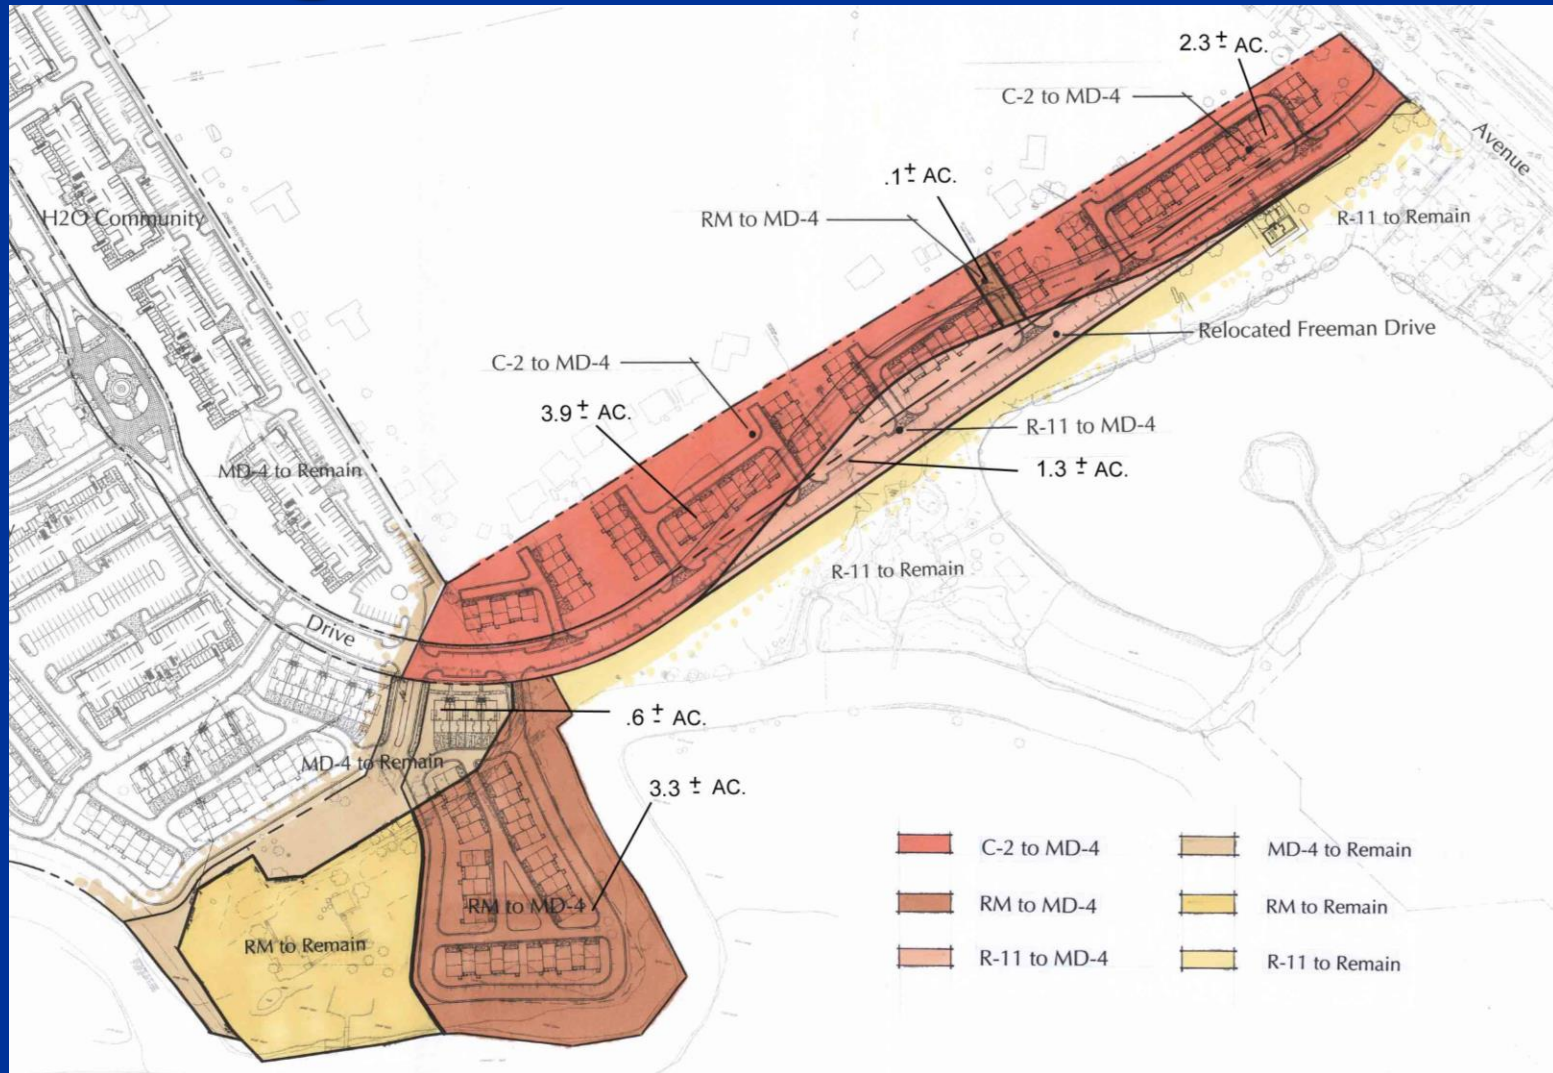 2.3 ± AC.
C-2 to MD-4
Avenue
.1 ± AC.
RM to MD-4
R-11 to Remain
H2O Community
Relocated Freeman Drive
C-2 to MD-4
3.9 ± AC.
R-11 to MD-4
1.3 ± AC.
MD-4 to Remain
R-11 to Remain
Drive
.6 ± AC.
MD-4 to Remain
3.3 ± AC.
RM to MD-4
RM to Remain
C-2 to MD-4
RM to MD-4
R-11 to MD-4
MD-4 to Remain
RM to Remain
R-11 to Remain